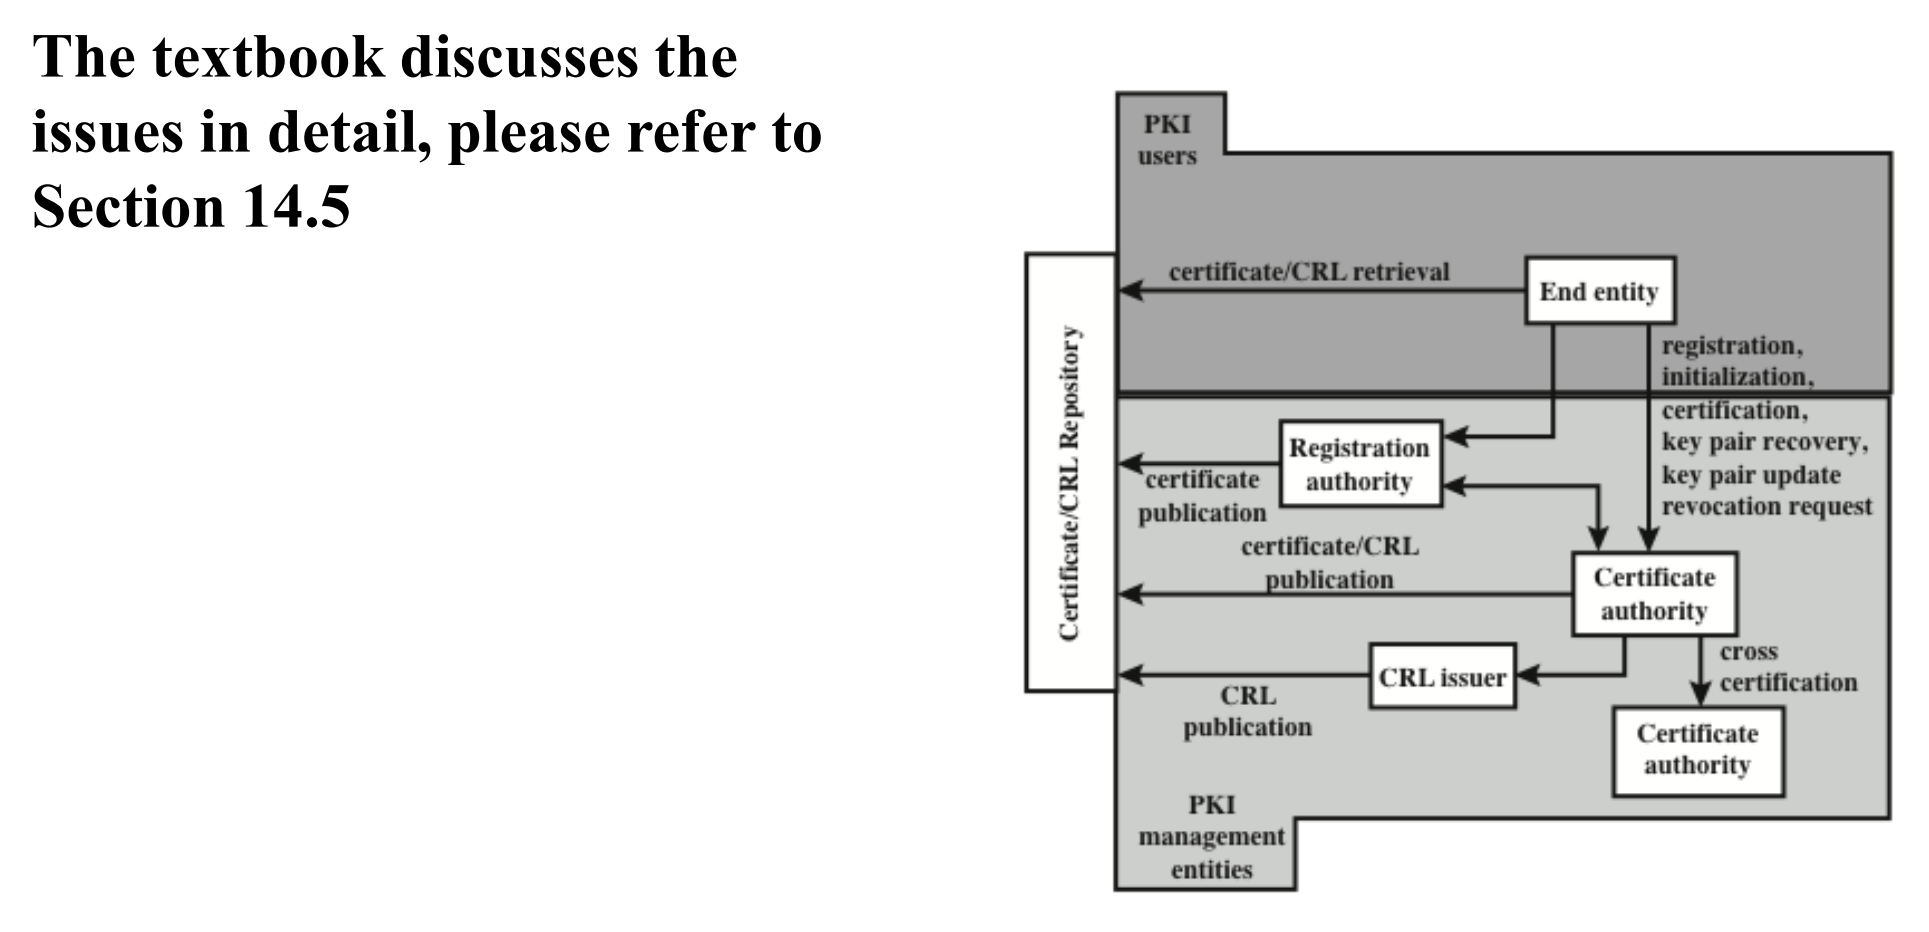 The textbook discusses the
issues in detail, please refer to
Section 14.5
PKI
users
certificate/CRL retrieval
End entity
Certificate/CRL Repository
registration,
initialization,
certification,
key pair recovery,
key pair update
revocation request
Registration
authority
certificate
publication
certificate/CRL
publication
Certificate
authority
CRL issuer
cross
certification
CRL
publication
Certificate
authority
PKI
management
entities